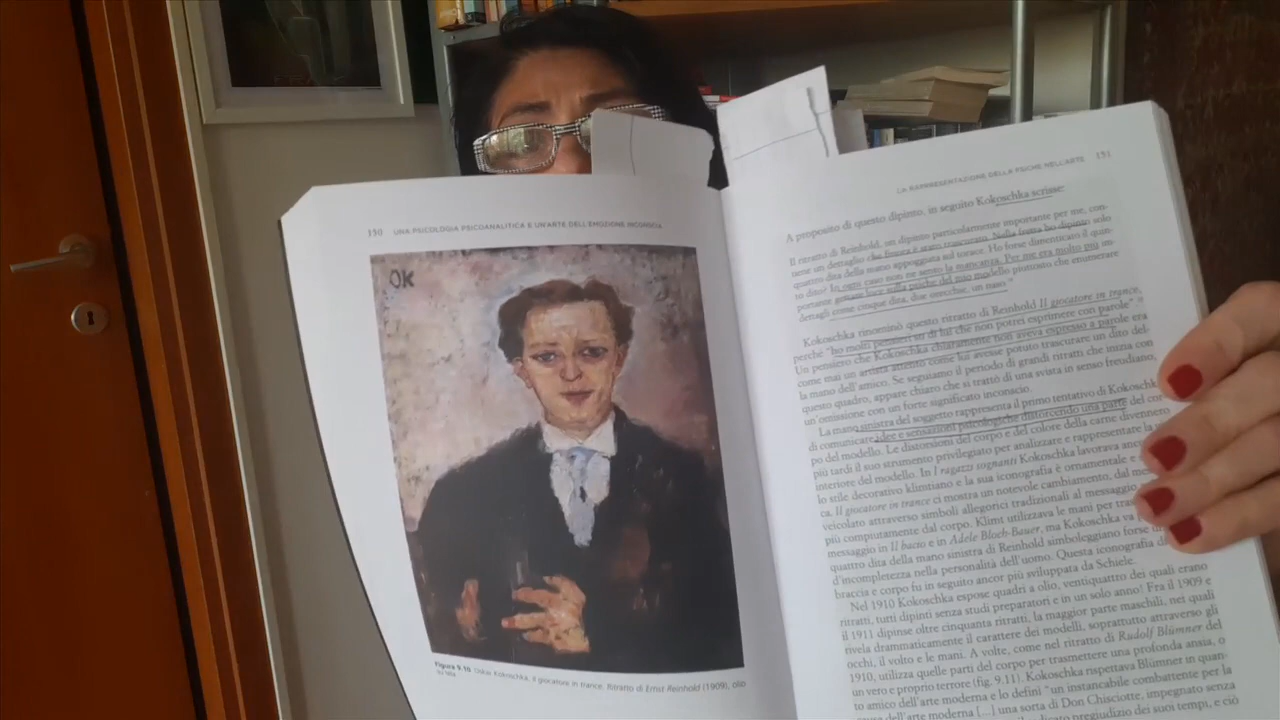 150 UNA PSICOLOGIA PSICOANALITICA E UN'ARTE DELL'EMOZIONE INCONSCIA
OK
Figura 9.10 Oskar Kokoschka, Il giocatore in trance. Ritratto di Ernst Reinhold (1909), olio
su tela
LA RAPPRESENTAZIONE DELLA PSICHE NELL'ARTE 151
A proposito di questo dipinto, in seguito Kokoschka scrisse:
Il ritratto di Reinhold, un dipinto particolarmente importante per me, con-
tiene un dettaglio che finora è stato trascurato. Nella fretta ho dipinto solo
quattro dita della mano appoggiata sul torace. Ho forse dimenticato il quin-
to dito? In ogni caso non ne sento la mancanza. Per me era molto più im-
portante gettare luce sulla psiche del mio modello piuttosto che enumerare
dettagli come cinque dita, due orecchie, un naso."
Kokoschka rinominò questo ritratto di Reinhold Il giocatore in trance,
perché "ho molti pensieri su di lui che non potrei esprimere con parole".
Un pensiero che Kokoschka chiaramente non aveva espresso a parole era
come mai un artista attento come lui avesse potuto trascurare un dito del-
la mano dell'amico. Se seguiamo il periodo di grandi ritratti che inizia con
questo quadro, appare chiaro che si trattò di una svista in senso freudiano,
un'omissione con un forte significato inconscio.
La mano sinistra del soggetto rappresenta il primo tentativo di Kokoschk
di comunicare idee e sensazioni psicologiche distorcendo una parte del cor-
po del modello. Le distorsioni del corpo e del colore della carne divennero
più tardi il suo strumento privilegiato per analizzare e rappresentare la
interiore del modello. In I ragazzi sognanti Kokoschka lavorava anco
lo stile decorativo klimtiano e la sua iconografia è ornamentale e
ca. Il giocatore in trance ci mostra un notevole cambiamento, dal me
veicolato attraverso simboli allegorici tradizionali al messaggio
più compiutamente dal corpo. Klimt utilizzava le mani per tras
messaggio in Il bacio e in Adele Bloch-Bauer, ma Kokoschka va
quattro dita della mano sinistra di Reinhold simboleggiano forse
d'incompletezza nella personalità dell'uomo. Questa iconografia d
braccia e corpo fu in seguito ancor più sviluppata da Schiele.
Nel 1910 Kokoschka espose quadri a olio, ventiquattro dei quali erano
ritratti, tutti dipinti senza studi preparatori e in un solo anno! Fra il 1909 e
il 1911 dipinse oltre cinquanta ritratti, la maggior parte maschili, nei quali
rivela drammaticamente il carattere dei modelli, soprattutto attraverso gli
occhi, il volto e le mani. A volte, come nel ritratto di Rudolf Blümner del
1910, utilizza quelle parti del corpo per trasmettere una profonda ansia, o
un vero e proprio terrore (fig. 9.11). Kokoschka rispettava Blümner in quan-
to amico dell'arte moderna e lo definì "un instancabile combattente per la
causa dell'arte moderna [...] una sorta di Don Chisciotte, impegnato senza
pregiudizio dei suoi tempi, e ciò